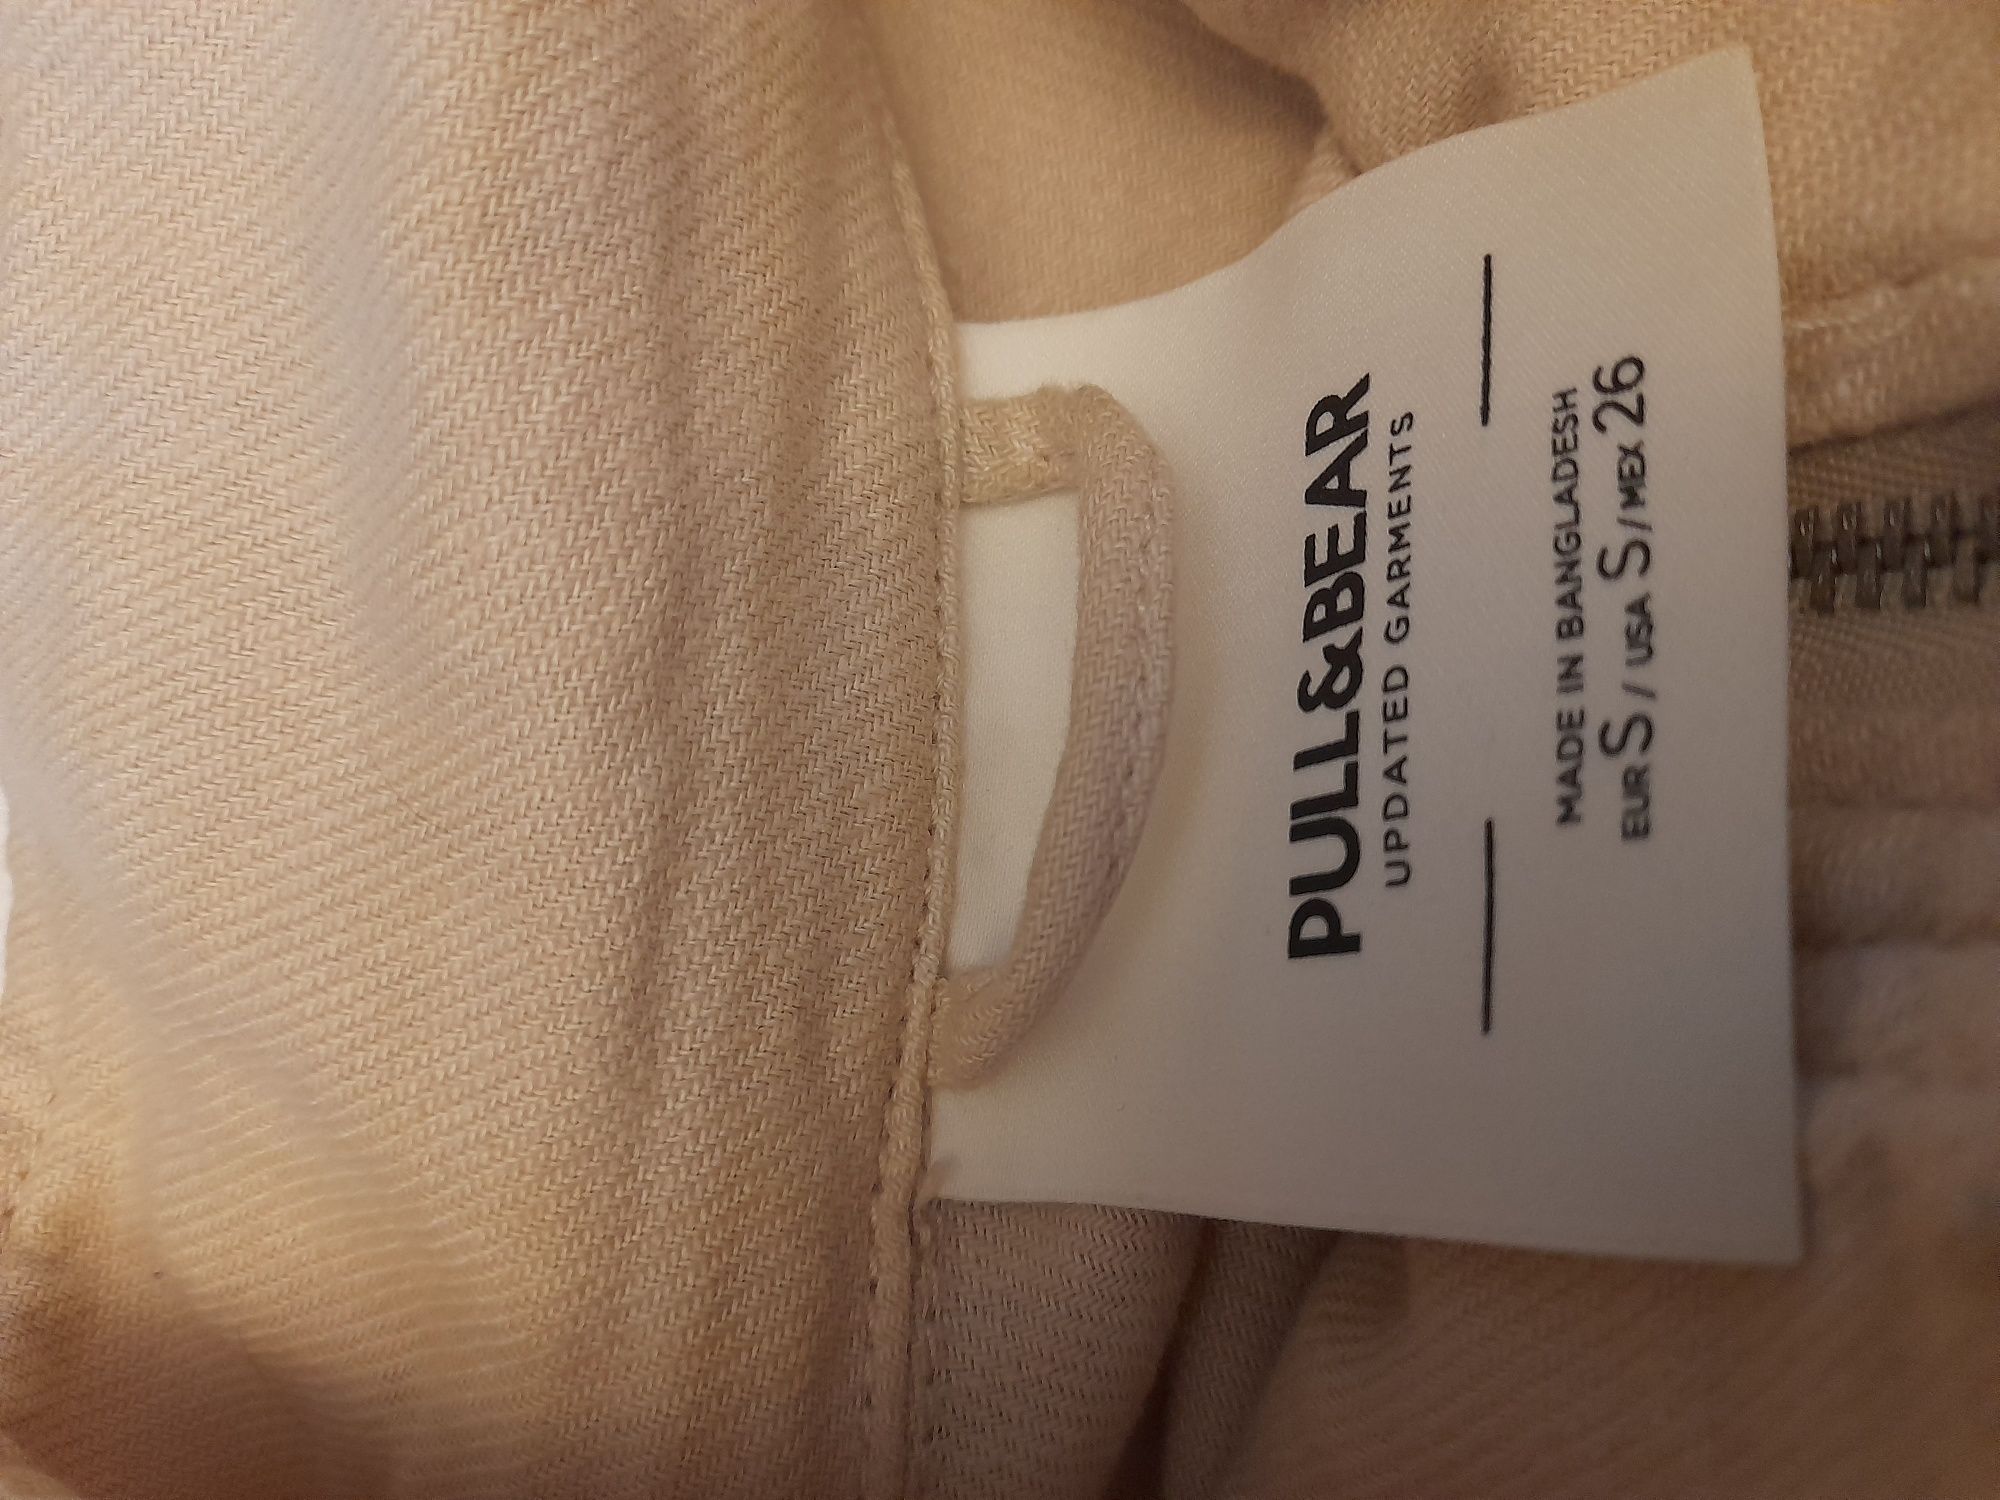 PULL&BEAR
UPDATED GARMENTS
MADE IN BANGLADESH
EUR S / USA S / MEX 26